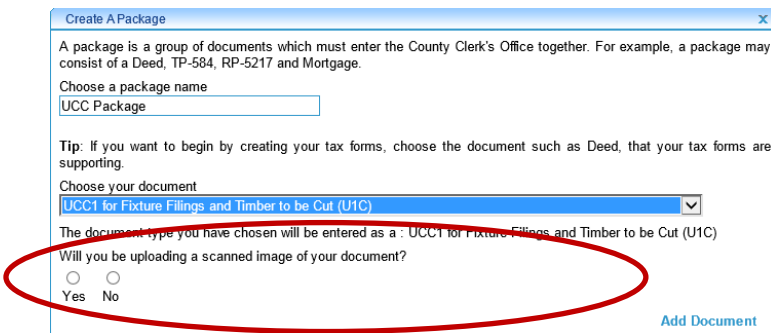 Create A Package
x
A package is a group of documents which must enter the County Clerk's Office together. For example, a package may
consist of a Deed, TP-584, RP-5217 and Mortgage.
Choose a package name
UCC Package
Tip: If you want to begin by creating your tax forms, choose the document such as Deed, that your tax forms are
supporting.
Choose your document
UCC1 for Fixture Filings and Timber to be Cut (U1C)
The document type you have chosen will be entered as a : UCC1 for Fixture Filings and Timber to be Cut (U1C)
Will you be uploading a scanned image of your document?
Yes No
Add Document